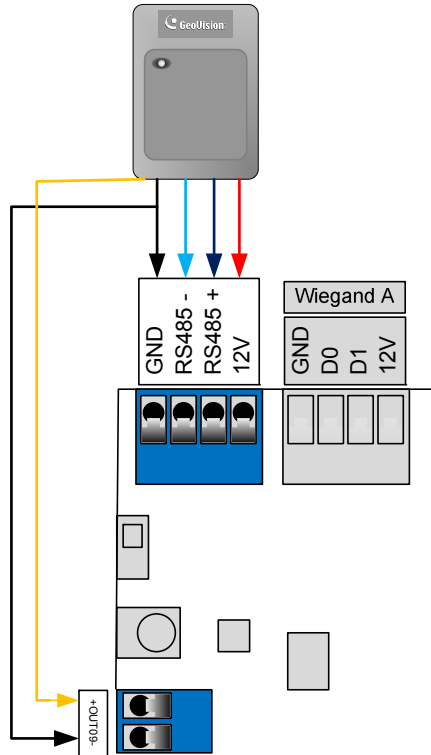 GeoVision
GND
RS485 -
RS485 +
12V
Wiegand A
GND
D0
D1
12V
+OUT09-